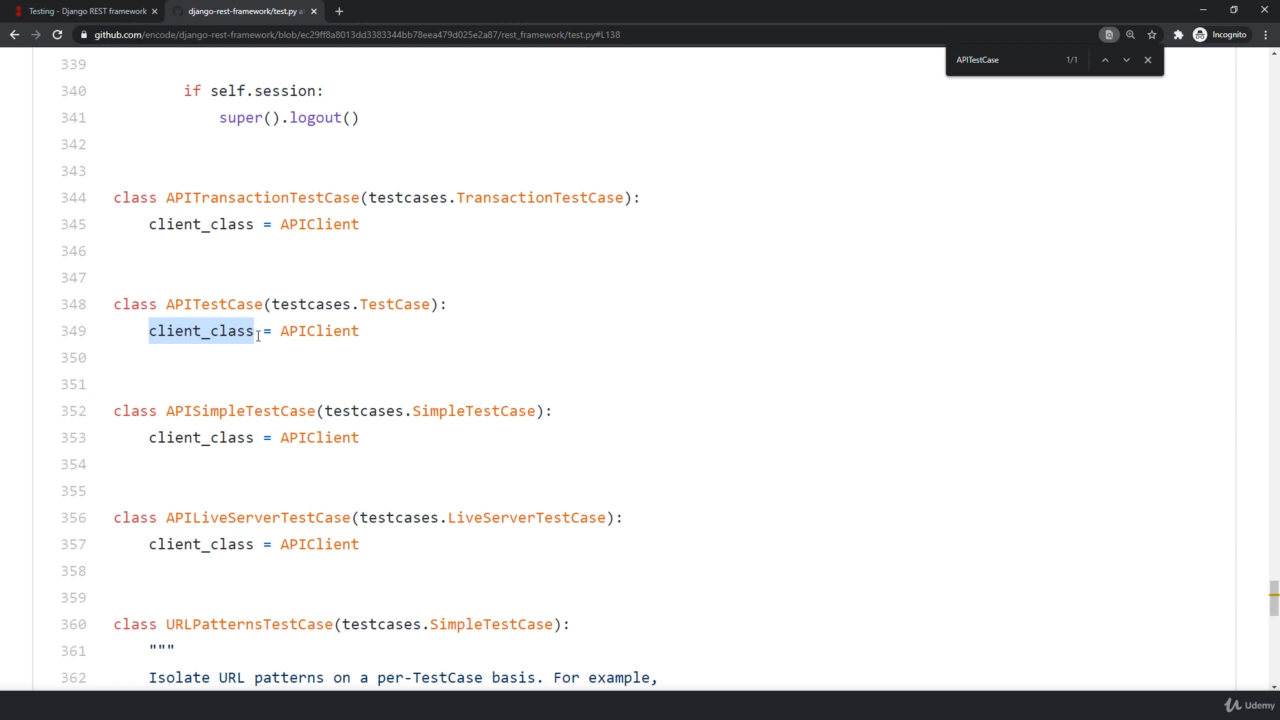 Testing - Django REST framework
django-rest-framework/test.py a
github.com/encode/django-rest-framework/blob/ec29ff8a8013dd3383344bb78eea479d025e2a87/rest_framework/test.py#L138
Incognito
APITestCase 1/1
339
340 if self.session:
341 super().logout()
342
343
344 class APITransactionTestCase(testcases.TransactionTestCase):
345 client_class = APIClient
346
347
348 class APITestCase(testcases.TestCase):
349 client_class = APIClient
350
351
352 class APISimpleTestCase(testcases.SimpleTestCase):
353 client_class = APIClient
354
355
356 class APILiveServerTestCase(testcases.LiveServerTestCase):
357 client_class = APIClient
358
359
360 class URLPatternsTestCase(testcases.SimpleTestCase):
361 """
362 Isolate URL patterns on a per-TestCase basis. For example,
Udemy